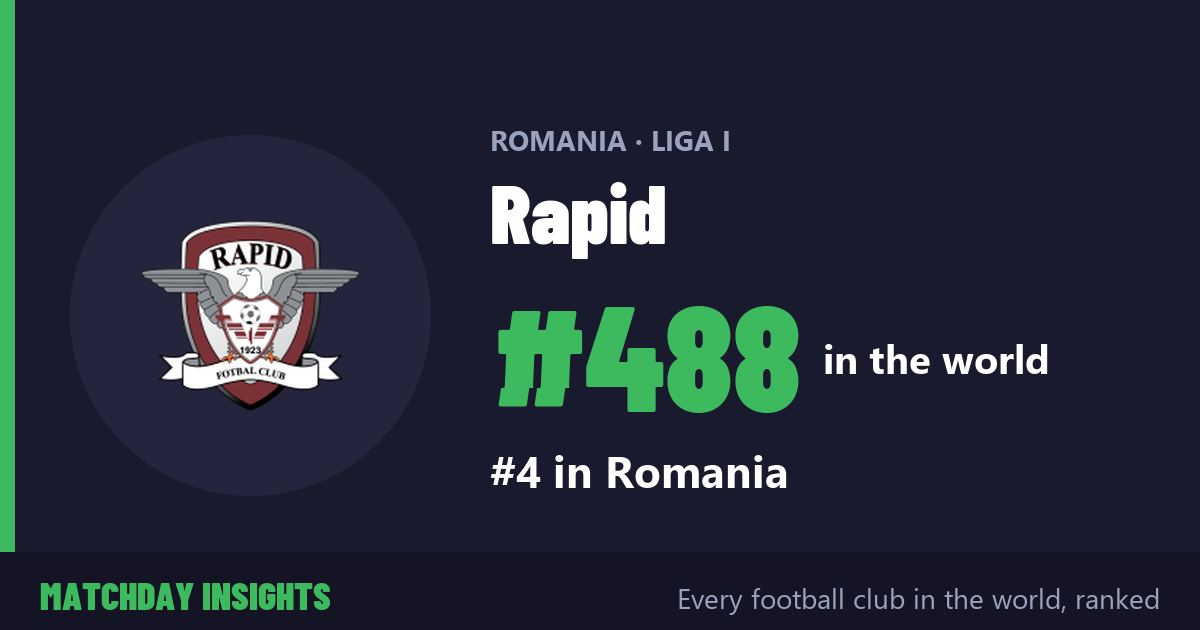 ROMANIA · LIGA I
Rapid
RAPID
1923
FOTBAL CLUB
#488 in the world
#4 in Romania
MATCHDAY INSIGHTS
Every football club in the world, ranked